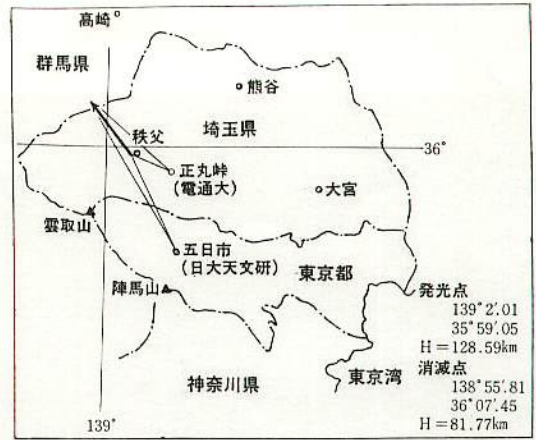 高崎
群馬県
熊谷
秩父
埼玉県
36°
正丸峠
(電通大)
大宮
雲取山
五日市
(日大天文研)
東京都
陣馬山
発光点
139°2′.01
35°59′.05
H=128.59km
消滅点
138°55′.81
36°07′.45
H=81.77km
神奈川県
東京湾
139°